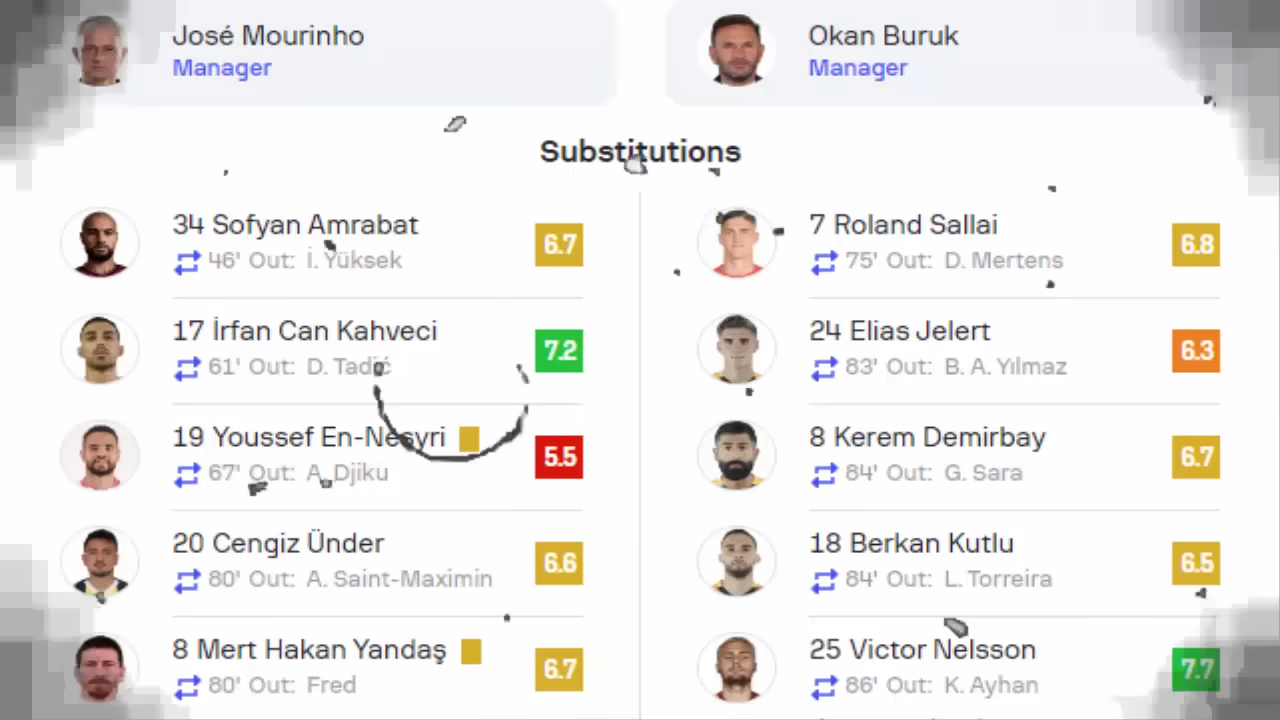 José Mourinho
Manager
Okan Buruk
Manager
Substitutions
34 Sofyan Amrabat
46' Out: İ. Yüksek
6.7
17 İrfan Can Kahveci
61' Out: D. Tadić
7.2
19 Youssef En-Nesyri
67' Out: A. Djiku
5.5
20 Cengiz Ünder
80' Out: A. Saint-Maximin
6.6
8 Mert Hakan Yandaş
80' Out: Fred
6.7
7 Roland Sallai
75' Out: D. Mertens
6.8
24 Elias Jelert
83' Out: B. A. Yılmaz
6.3
8 Kerem Demirbay
84' Out: G. Sara
6.7
18 Berkan Kutlu
84' Out: L. Torreira
6.5
25 Victor Nelsson
86' Out: K. Ayhan
7.7